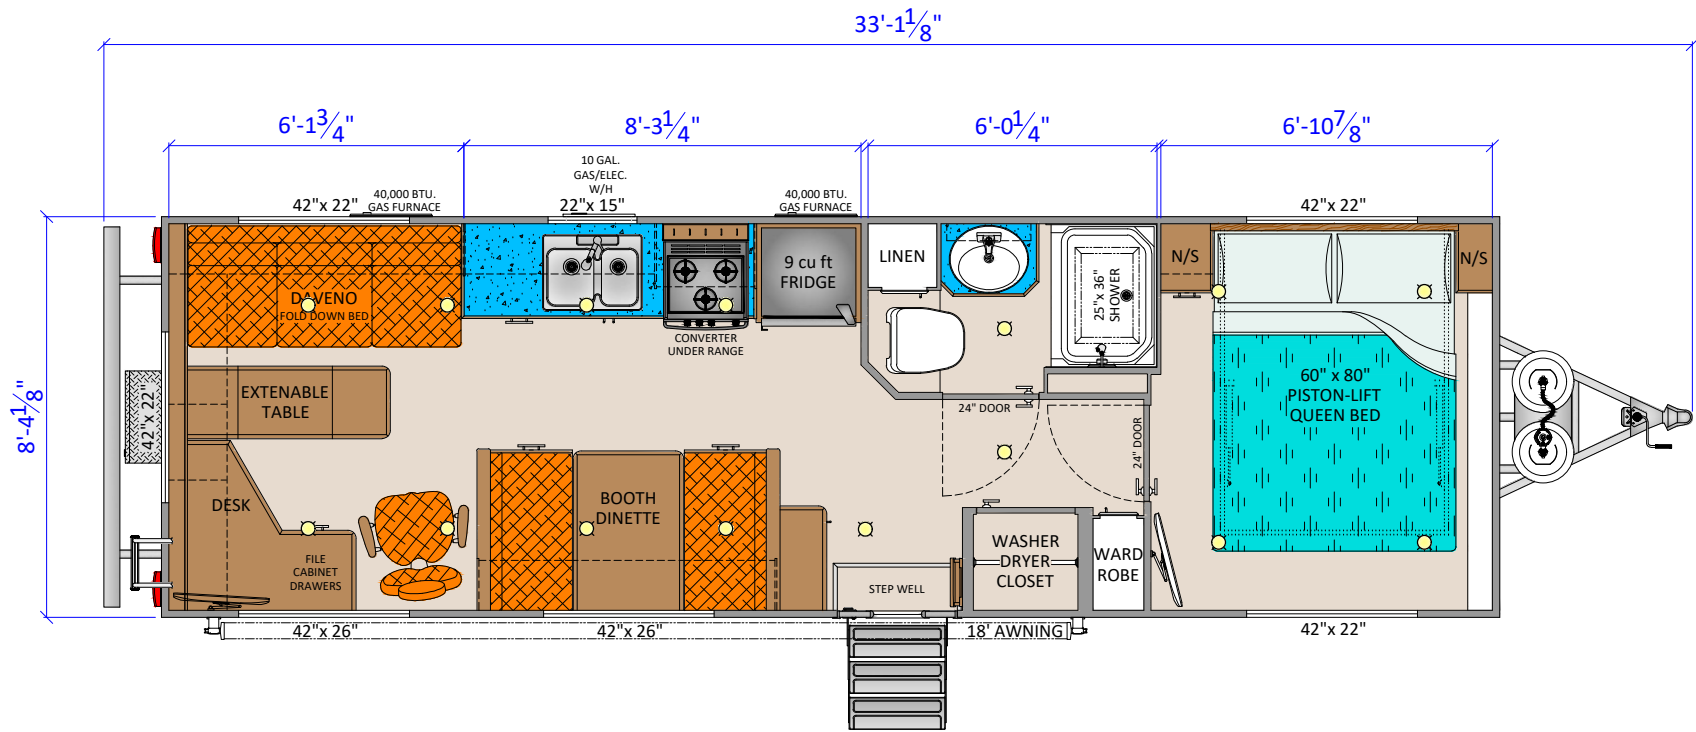 33'-1 1/8"
6'-1 3/4"
8'-3 1/4"
6'-0 1/4"
6'-10 7/8"
8'-4 1/8"
42"x 22"
40,000 BTU.
GAS FURNACE
10 GAL.
GAS/ELEC.
W/H
22"x 15"
40,000 BTU.
GAS FURNACE
42"x 22"
DAVENO
FOLD DOWN BED
9 cu ft
FRIDGE
CONVERTER
UNDER RANGE
LINEN
25"x 36"
SHOWER
N/S
N/S
60" x 80"
PISTON-LIFT
QUEEN BED
EXTENABLE
TABLE
42"x 22"
24" DOOR
24" DOOR
DESK
FILE
CABINET
DRAWERS
BOOTH
DINETTE
WASHER
DRYER
CLOSET
WARD
ROBE
STEP WELL
42"x 26"
42"x 26"
18' AWNING
42"x 22"